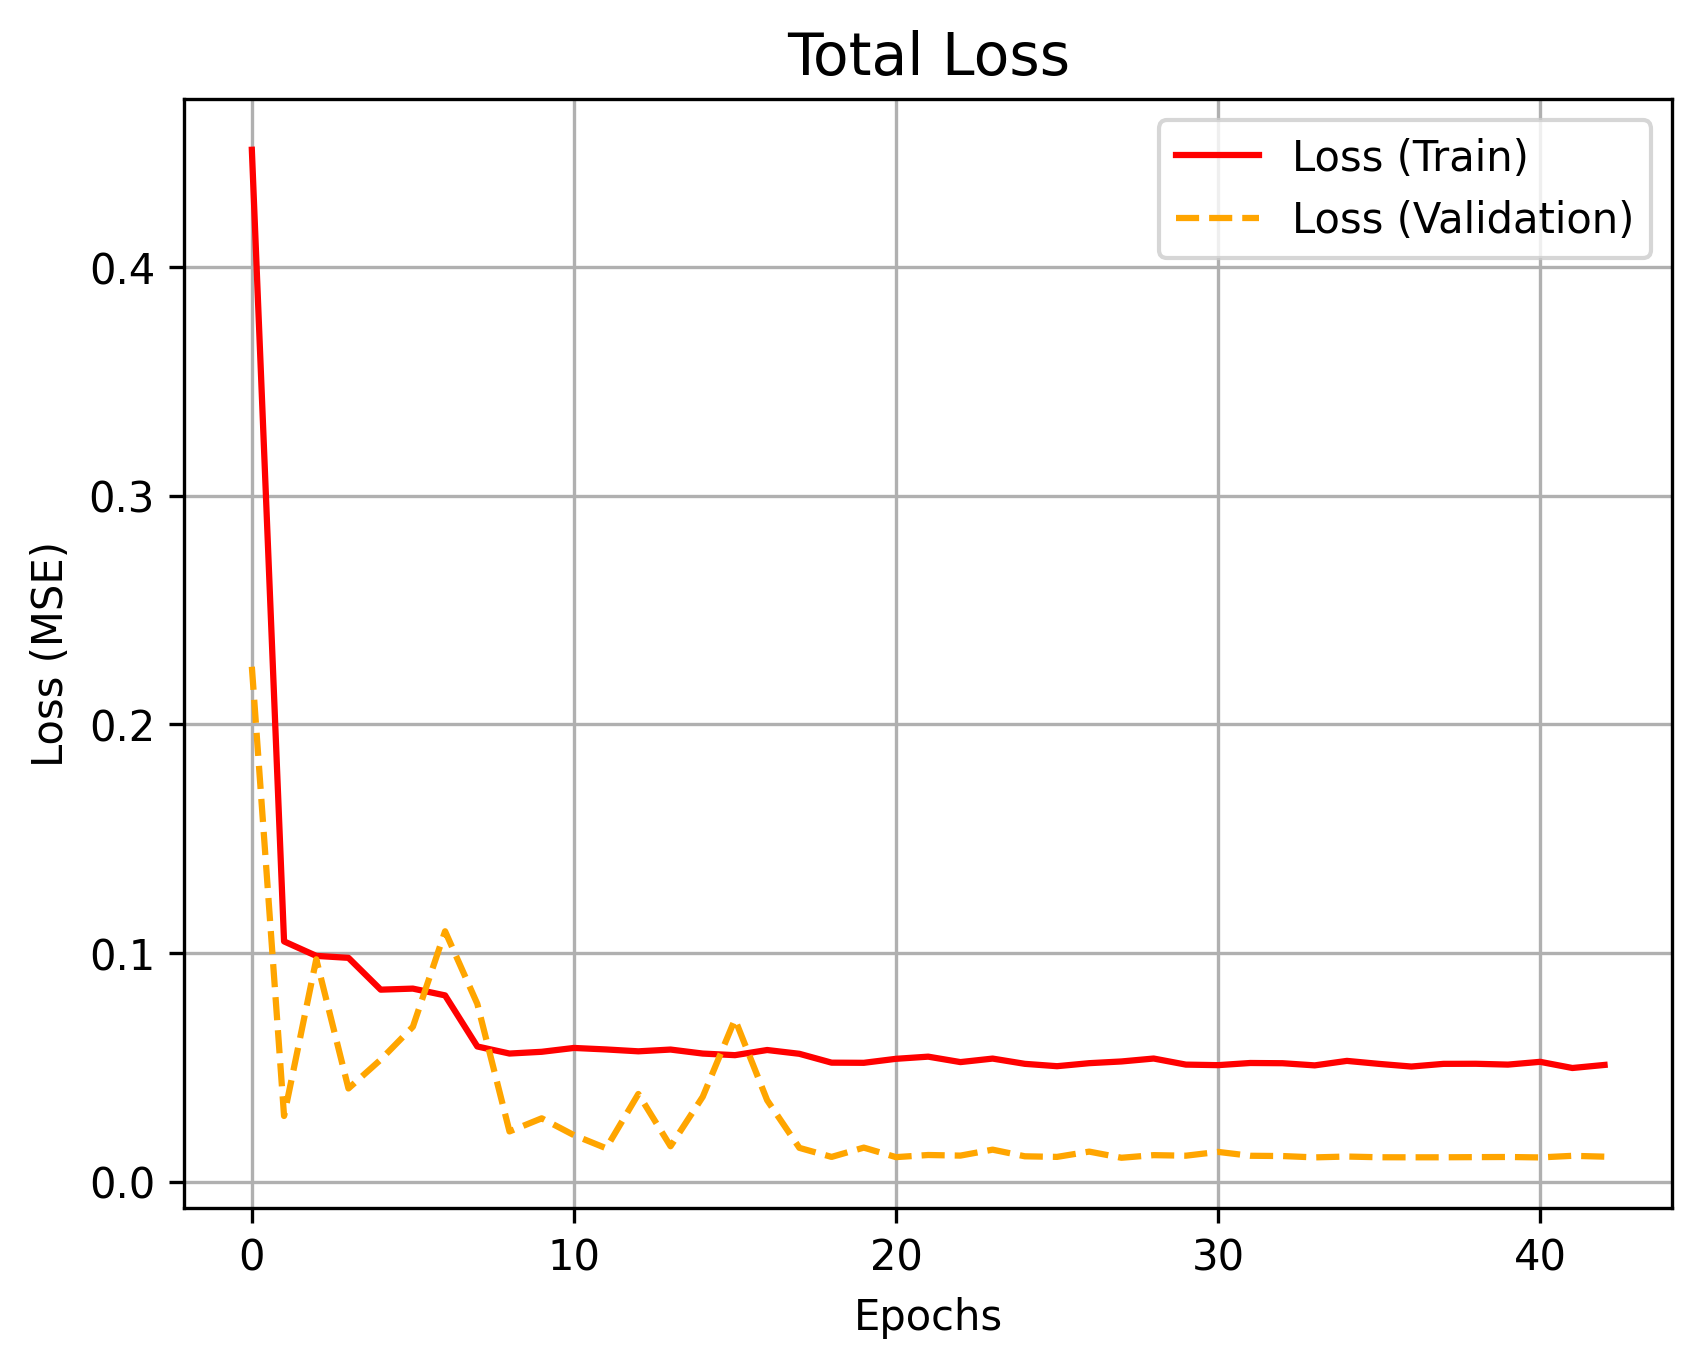 Total Loss
Loss (Train)
Loss (Validation)
0.4
0.3
0.2
0.1
0.0
Loss (MSE)
0 10 20 30 40
Epochs